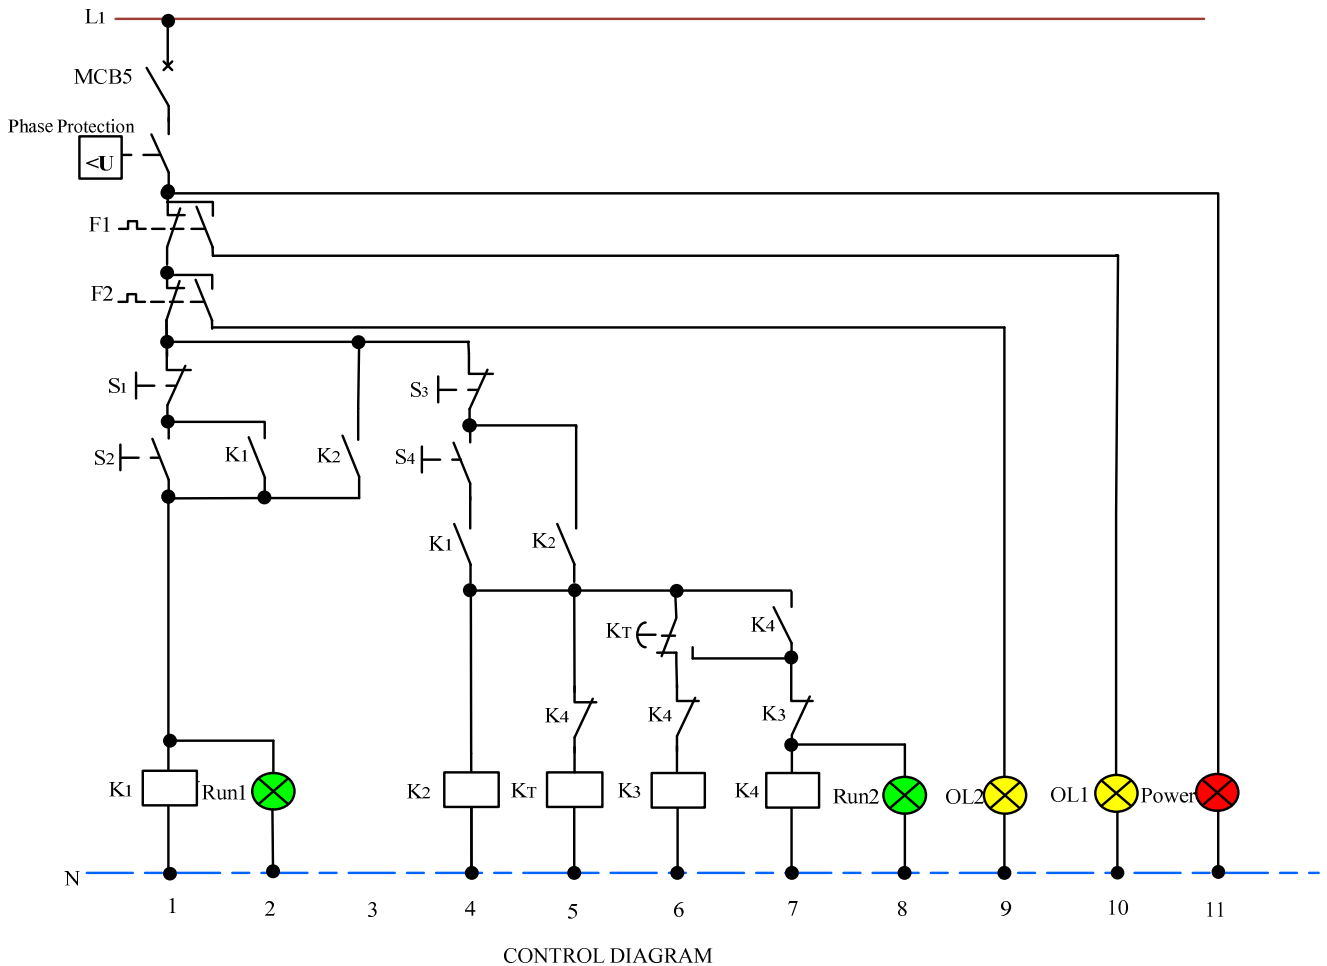 L1
MCB5
Phase Protection
<U
F1
F2
S1
S3
S2
K1
K2
S4
K1
K2
KT
K4
K4
K4
K3
K1
Run1
K2
KT
K3
K4
Run2
OL2
OL1
Power
N
1 2 3 4 5 6 7 8 9 10 11
CONTROL DIAGRAM